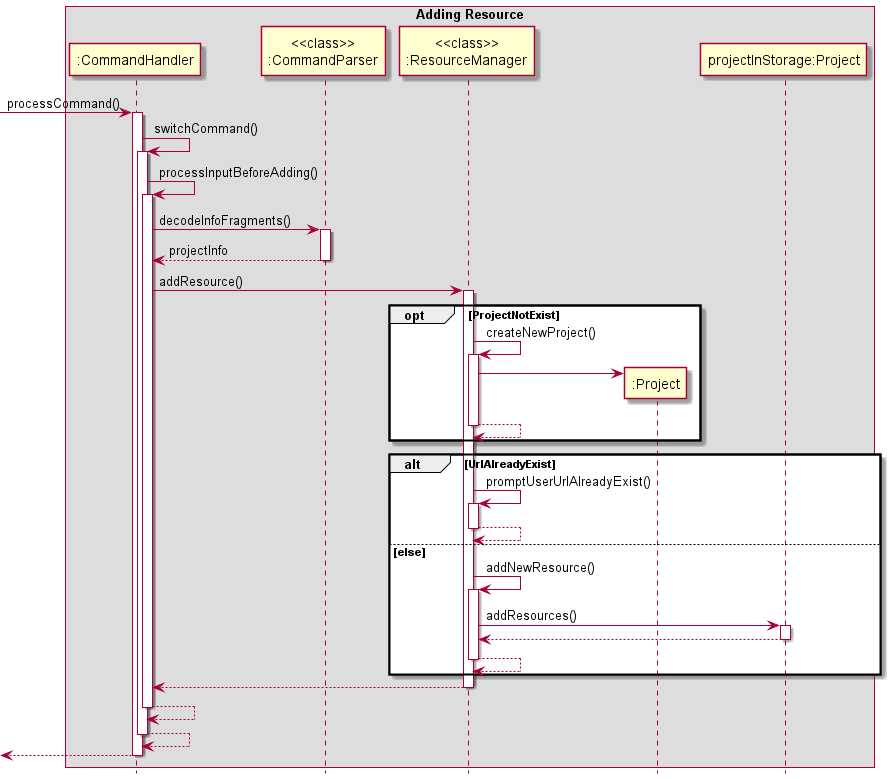 Adding Resource
<<class>>
<<class>>
:CommandHandler
:CommandParser
:ResourceManager
projectInStorage:Project
processCommand()
switchCommand()
processInputBeforeAdding()
decodeInfoFragments()
projectInfo
addResource()
opt
[ProjectNotExist]
createNewProject()
:Project
alt
[UrlAlreadyExist]
promptUserUrlAlreadyExist()
[else]
addNewResource()
addResources()